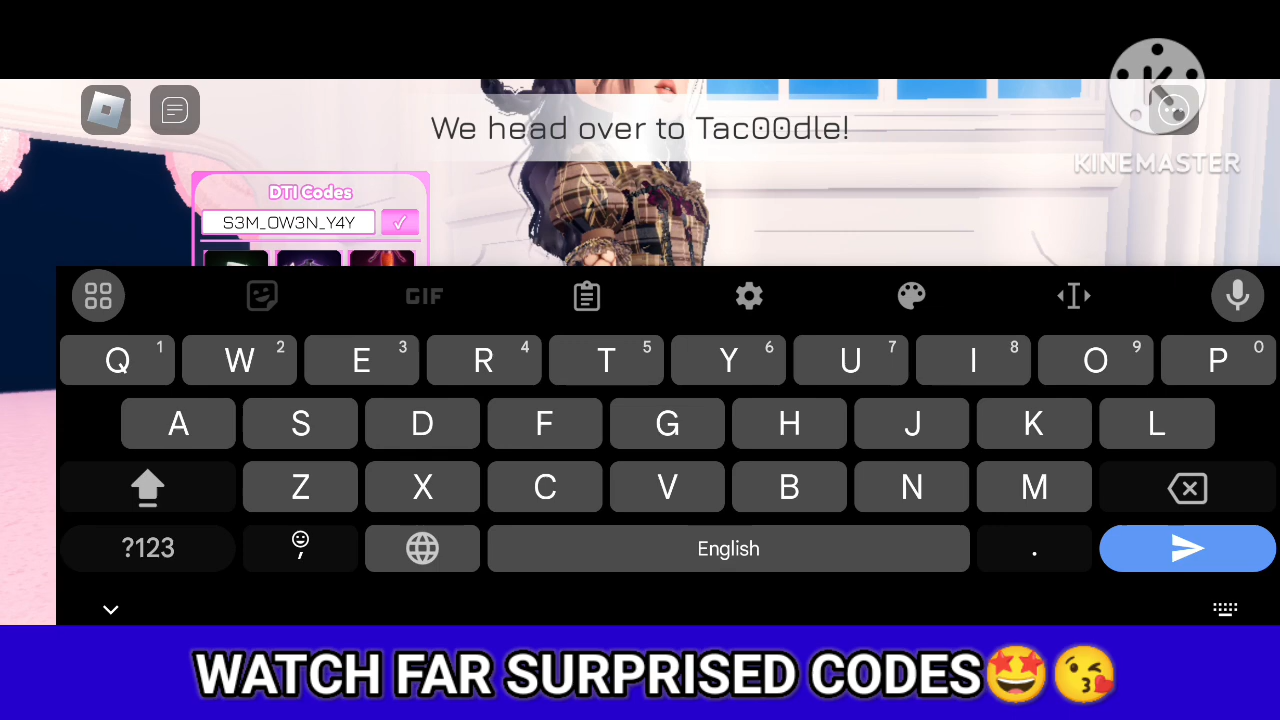 We head over to Tac00dle!
KINEMASTER
DTI Codes
S3M_0W3N_Y4Y
GIF
Q 1 W 2 E 3 R 4 T 5 Y 6 U 7 I 8 O 9 P 0
A S D F G H J K L
Z X C V B N M
?123 , English .
WATCH FAR SURPRISED CODES🤩😘